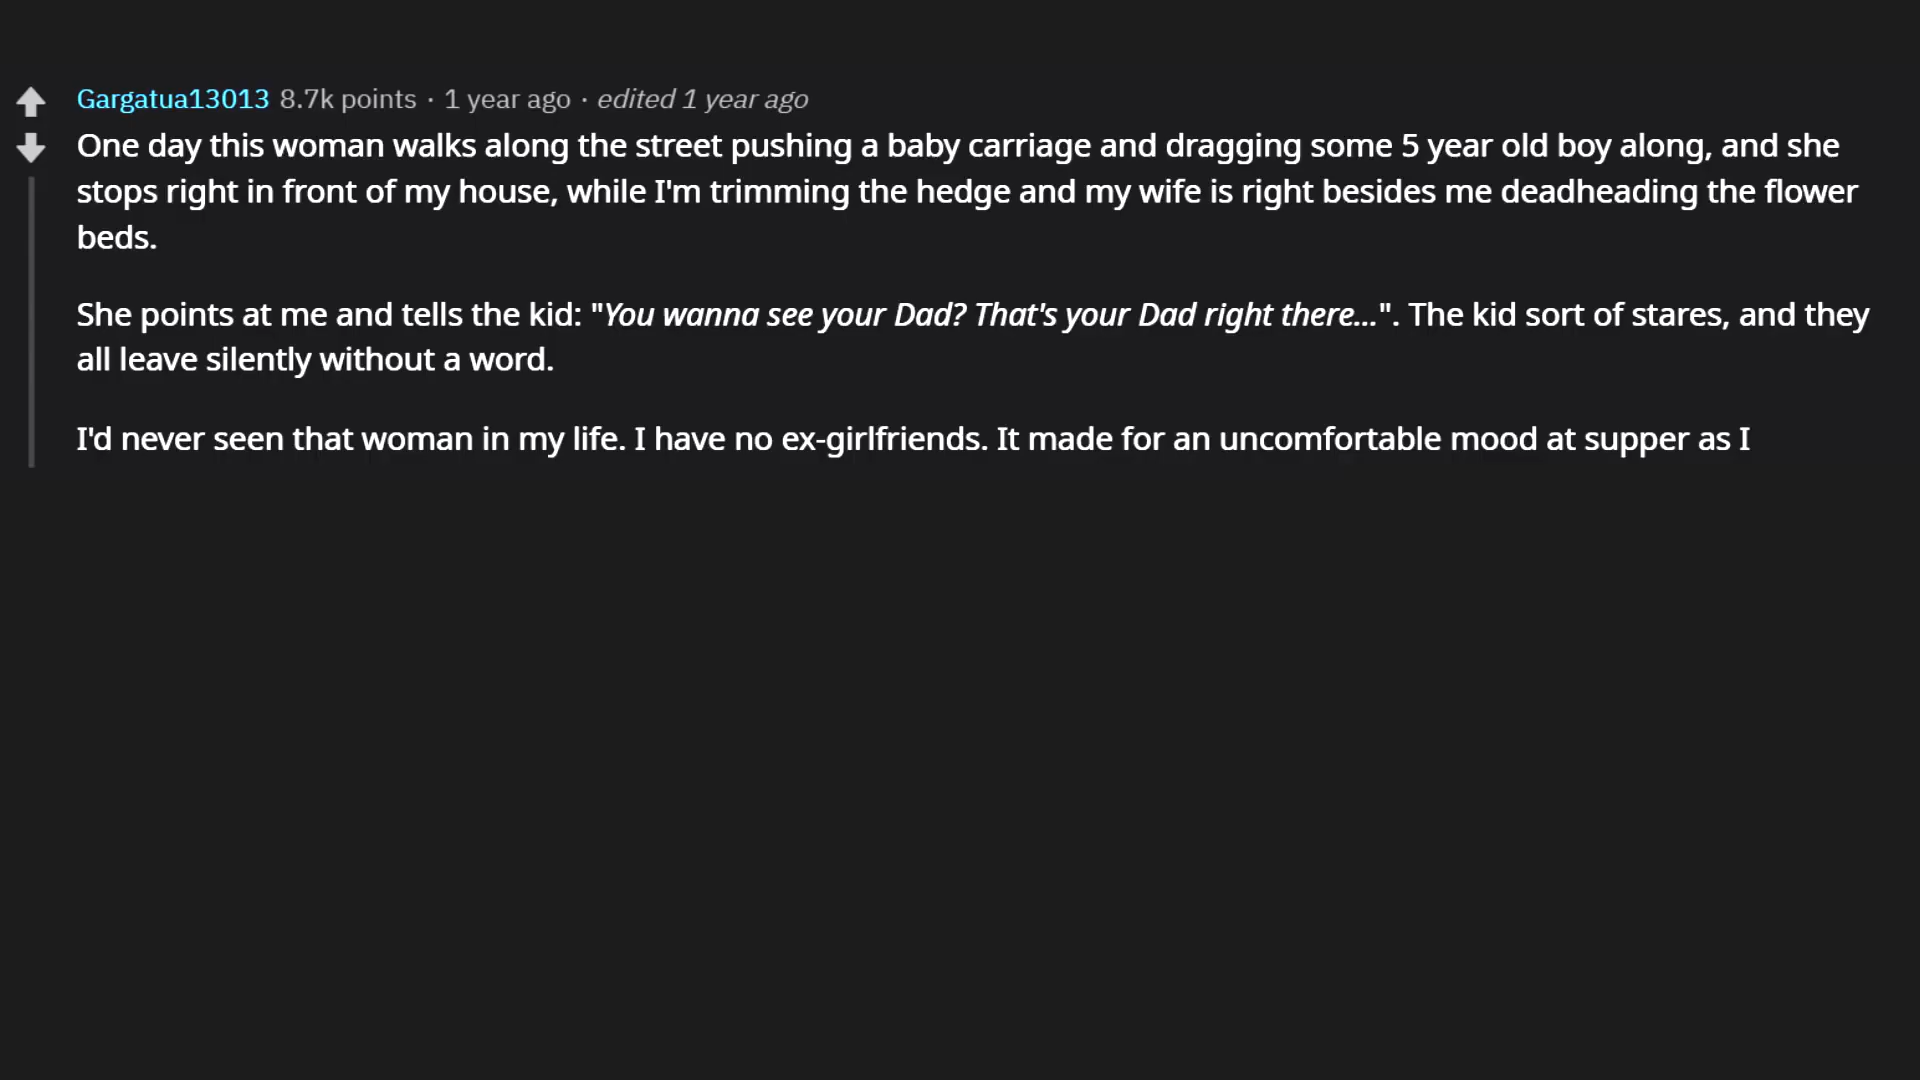 Gargatua13013 8.7k points · 1 year ago · edited 1 year ago
One day this woman walks along the street pushing a baby carriage and dragging some 5 year old boy along, and she
stops right in front of my house, while I'm trimming the hedge and my wife is right besides me deadheading the flower
beds.
She points at me and tells the kid: "You wanna see your Dad? That's your Dad right there...". The kid sort of stares, and they
all leave silently without a word.
I'd never seen that woman in my life. I have no ex-girlfriends. It made for an uncomfortable mood at supper as I